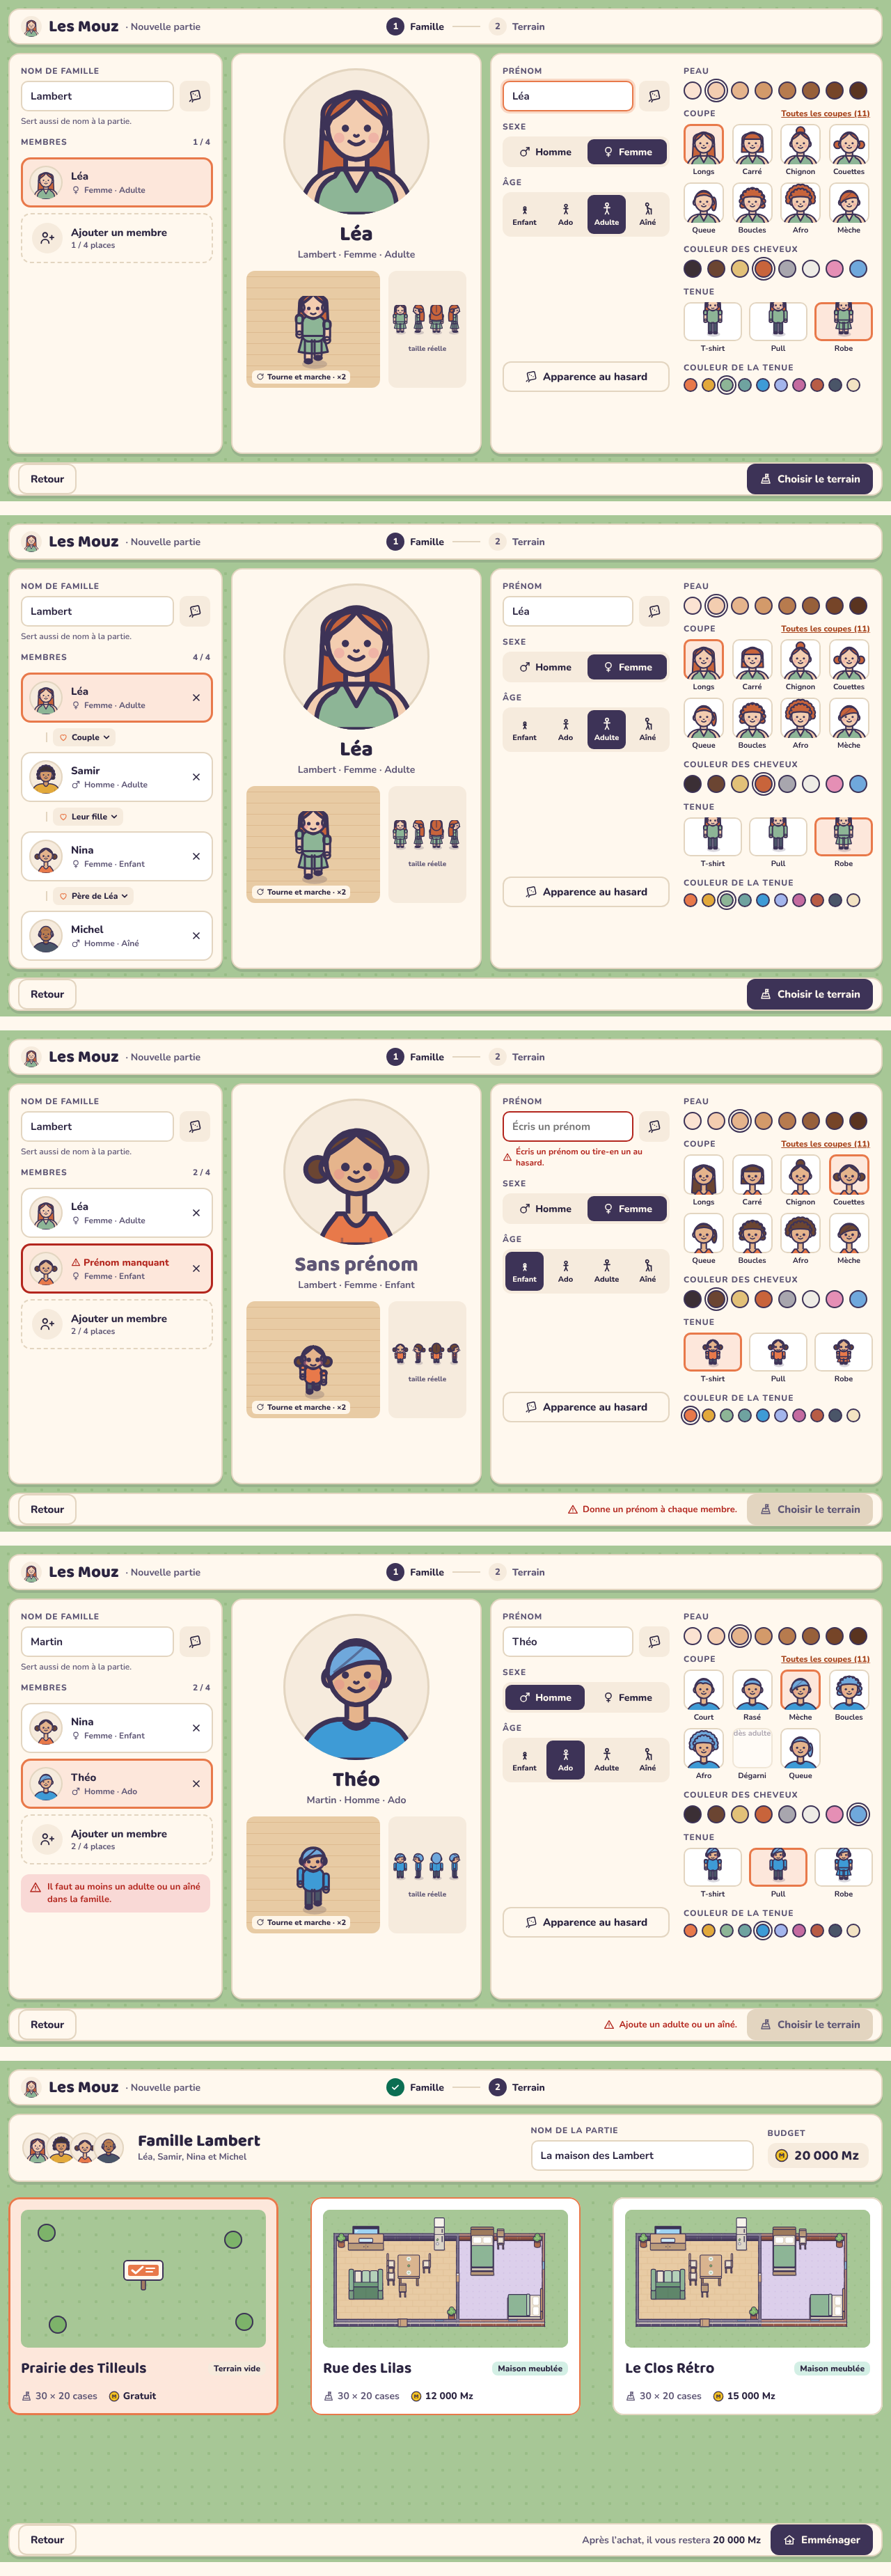 Les Mouz · Nouvelle partie
1 Famille
2 Terrain
NOM DE FAMILLE
Lambert
Sert aussi de nom à la partie.
MEMBRES 1 / 4
Léa
Femme · Adulte
Ajouter un membre
1 / 4 places
Léa
Lambert · Femme · Adulte
Tourne et marche · ×2
taille réelle
PRÉNOM
Léa
SEXE
Homme Femme
ÂGE
Enfant Ado Adulte Aîné
Apparence au hasard
PEAU
COUPE Toutes les coupes (11)
Longs Carré Chignon Couettes
Queue Boucles Afro Mèche
COULEUR DES CHEVEUX
TENUE
T-shirt Pull Robe
COULEUR DE LA TENUE
Retour
Choisir le terrain
Les Mouz · Nouvelle partie
1 Famille
2 Terrain
NOM DE FAMILLE
Lambert
Sert aussi de nom à la partie.
MEMBRES 4 / 4
Léa
Femme · Adulte
Couple
Samir
Homme · Adulte
Leur fille
Nina
Femme · Enfant
Père de Léa
Michel
Homme · Aîné
Léa
Lambert · Femme · Adulte
Tourne et marche · ×2
taille réelle
PRÉNOM
Léa
SEXE
Homme Femme
ÂGE
Enfant Ado Adulte Aîné
Apparence au hasard
PEAU
COUPE Toutes les coupes (11)
Longs Carré Chignon Couettes
Queue Boucles Afro Mèche
COULEUR DES CHEVEUX
TENUE
T-shirt Pull Robe
COULEUR DE LA TENUE
Retour
Choisir le terrain
Les Mouz · Nouvelle partie
1 Famille
2 Terrain
NOM DE FAMILLE
Lambert
Sert aussi de nom à la partie.
MEMBRES 2 / 4
Léa
Femme · Adulte
Prénom manquant
Femme · Enfant
Ajouter un membre
2 / 4 places
Sans prénom
Lambert · Femme · Enfant
Tourne et marche · ×2
taille réelle
PRÉNOM
Écris un prénom
Écris un prénom ou tire-en un au
hasard.
SEXE
Homme Femme
ÂGE
Enfant Ado Adulte Aîné
Apparence au hasard
PEAU
COUPE Toutes les coupes (11)
Longs Carré Chignon Couettes
Queue Boucles Afro Mèche
COULEUR DES CHEVEUX
TENUE
T-shirt Pull Robe
COULEUR DE LA TENUE
Retour
Donne un prénom à chaque membre.
Choisir le terrain
Les Mouz · Nouvelle partie
1 Famille
2 Terrain
NOM DE FAMILLE
Martin
Sert aussi de nom à la partie.
MEMBRES 2 / 4
Nina
Femme · Enfant
Théo
Homme · Ado
Ajouter un membre
2 / 4 places
Il faut au moins un adulte ou un aîné
dans la famille.
Théo
Martin · Homme · Ado
Tourne et marche · ×2
taille réelle
PRÉNOM
Théo
SEXE
Homme Femme
ÂGE
Enfant Ado Adulte Aîné
Apparence au hasard
PEAU
COUPE Toutes les coupes (11)
Court Rasé Mèche Boucles
dès adulte
Afro Dégarni Queue
COULEUR DES CHEVEUX
TENUE
T-shirt Pull Robe
COULEUR DE LA TENUE
Retour
Ajoute un adulte ou un aîné.
Choisir le terrain
Les Mouz · Nouvelle partie
Famille
2 Terrain
Famille Lambert
Léa, Samir, Nina et Michel
NOM DE LA PARTIE
La maison des Lambert
BUDGET
M 20 000 Mz
Prairie des Tilleuls
Terrain vide
30 × 20 cases M Gratuit
Rue des Lilas
Maison meublée
30 × 20 cases M 12 000 Mz
Le Clos Rétro
Maison meublée
30 × 20 cases M 15 000 Mz
Retour
Après l'achat, il vous restera 20 000 Mz
Emménager